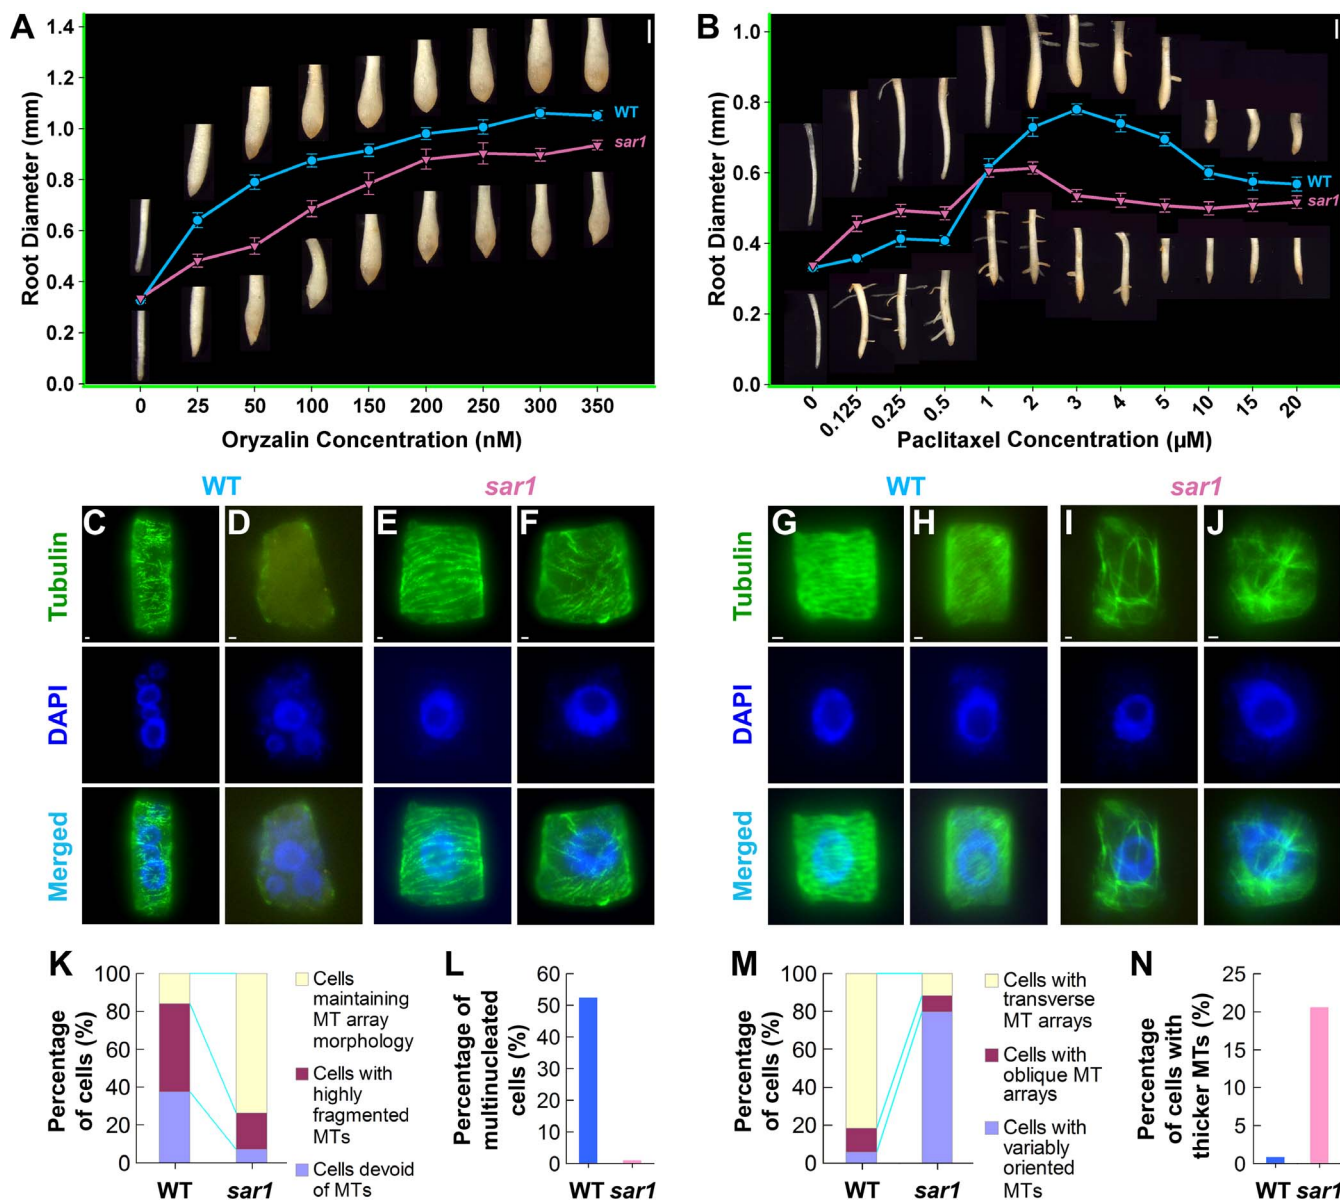 A
Root Diameter (mm)
1.4
1.2
1.0
0.8
0.6
0.4
0.2
0.0
WT
sar1
0 25 50 100 150 200 250 300 350
Oryzalin Concentration (nM)
B
Root Diameter (mm)
1.0
0.8
0.6
0.4
0.2
0.0
WT
sar1
0 0.125 0.25 0.5 1 2 3 4 5 10 15 20
Paclitaxel Concentration (µM)
WT sar1
C D E F
Tubulin
DAPI
Merged
WT sar1
G H I J
Tubulin
DAPI
Merged
K
Percentage
of cells (%)
100
80
60
40
20
0
WT sar1
Cells
maintaining
MT array
morphology
Cells with
highly
fragmented
MTs
Cells devoid
of MTs
L
Percentage of
multinucleated
cells (%)
60
50
40
30
20
10
0
WT sar1
M
Percentage
of cells (%)
100
80
60
40
20
0
WT sar1
Cells with
transverse
MT arrays
Cells with
oblique MT
arrays
Cells with
variably
oriented
MTs
N
Percentage
of cells with
thicker MTs (%)
25
20
15
10
5
0
WT sar1